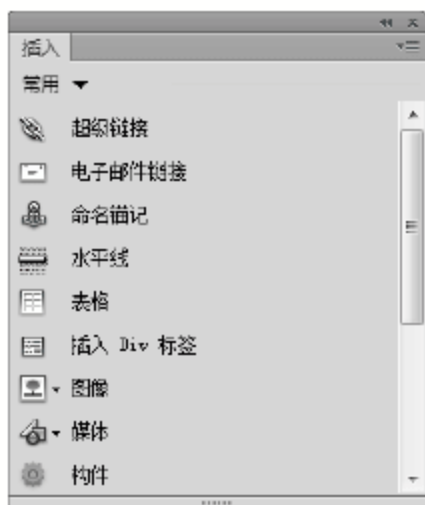 插入
常用
超级链接
电子邮件链接
命名锚记
水平线
表格
插入 Div 标签
图像
媒体
构件